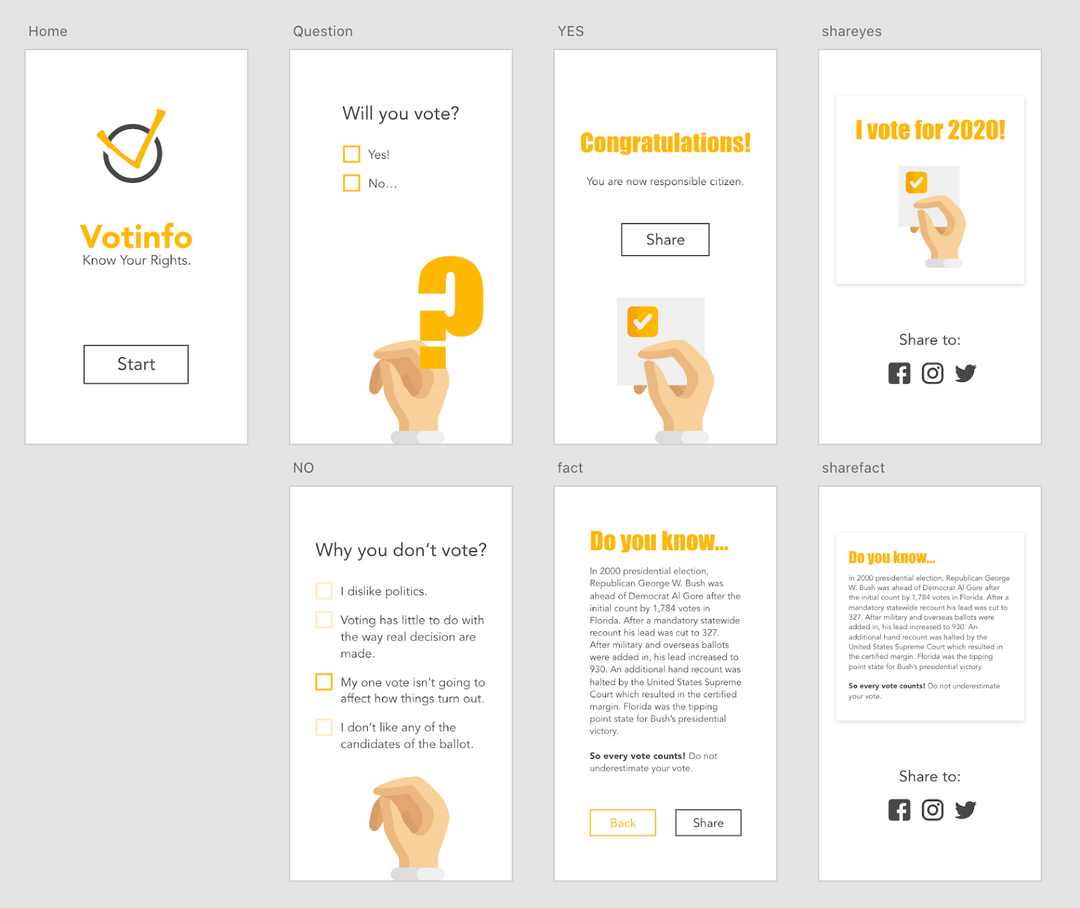 Home
Votinfo
Know Your Rights.
Start
Question
Will you vote?
Yes!
No...
YES
Congratulations!
You are now responsible citizen.
Share
shareyes
I vote for 2020!
Share to:
NO
Why you don't vote?
I dislike politics.
Voting has little to do with
the way real decision are
made.
My one vote isn't going to
affect how things turn out.
I don't like any of the
candidates of the ballot.
fact
Do you know...
In 2000 presidential election,
Republican George W. Bush was
ahead of Democrat Al Gore after the
initial count by 1,784 votes in
Florida. After a mandatory statewide
recount his lead was cut to 327.
After military and overseas ballots
were added in, his lead increased to
930. An additional hand recount was
halted by the United States Supreme
Court which resulted in the certified
margin. Florida was the tipping
point state for Bush's presidential
victory.
So every vote counts! Do not
underestimate your vote.
Back
Share
sharefact
Do you know...
In 2000 presidential election, Republican George
W. Bush was ahead of Democrat Al Gore after
the initial count by 1,784 votes in Florida. After a
mandatory statewide recount his lead was cut to
327. After military and overseas ballots were
added in, his lead increased to 930. An
additional hand recount was halted by the
United States Supreme Court which resulted in
the certified margin. Florida was the tipping
point state for Bush's presidential victory.
So every vote counts! Do not underestimate
your vote.
Share to: